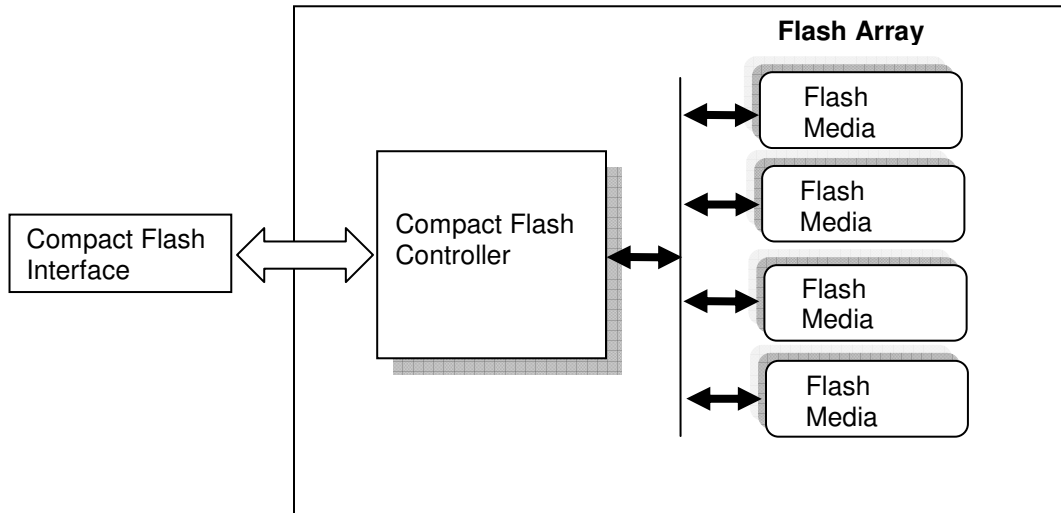 Flash Array
Flash
Media
Flash
Media
Compact Flash
Controller
Compact Flash
Interface
Flash
Media
Flash
Media